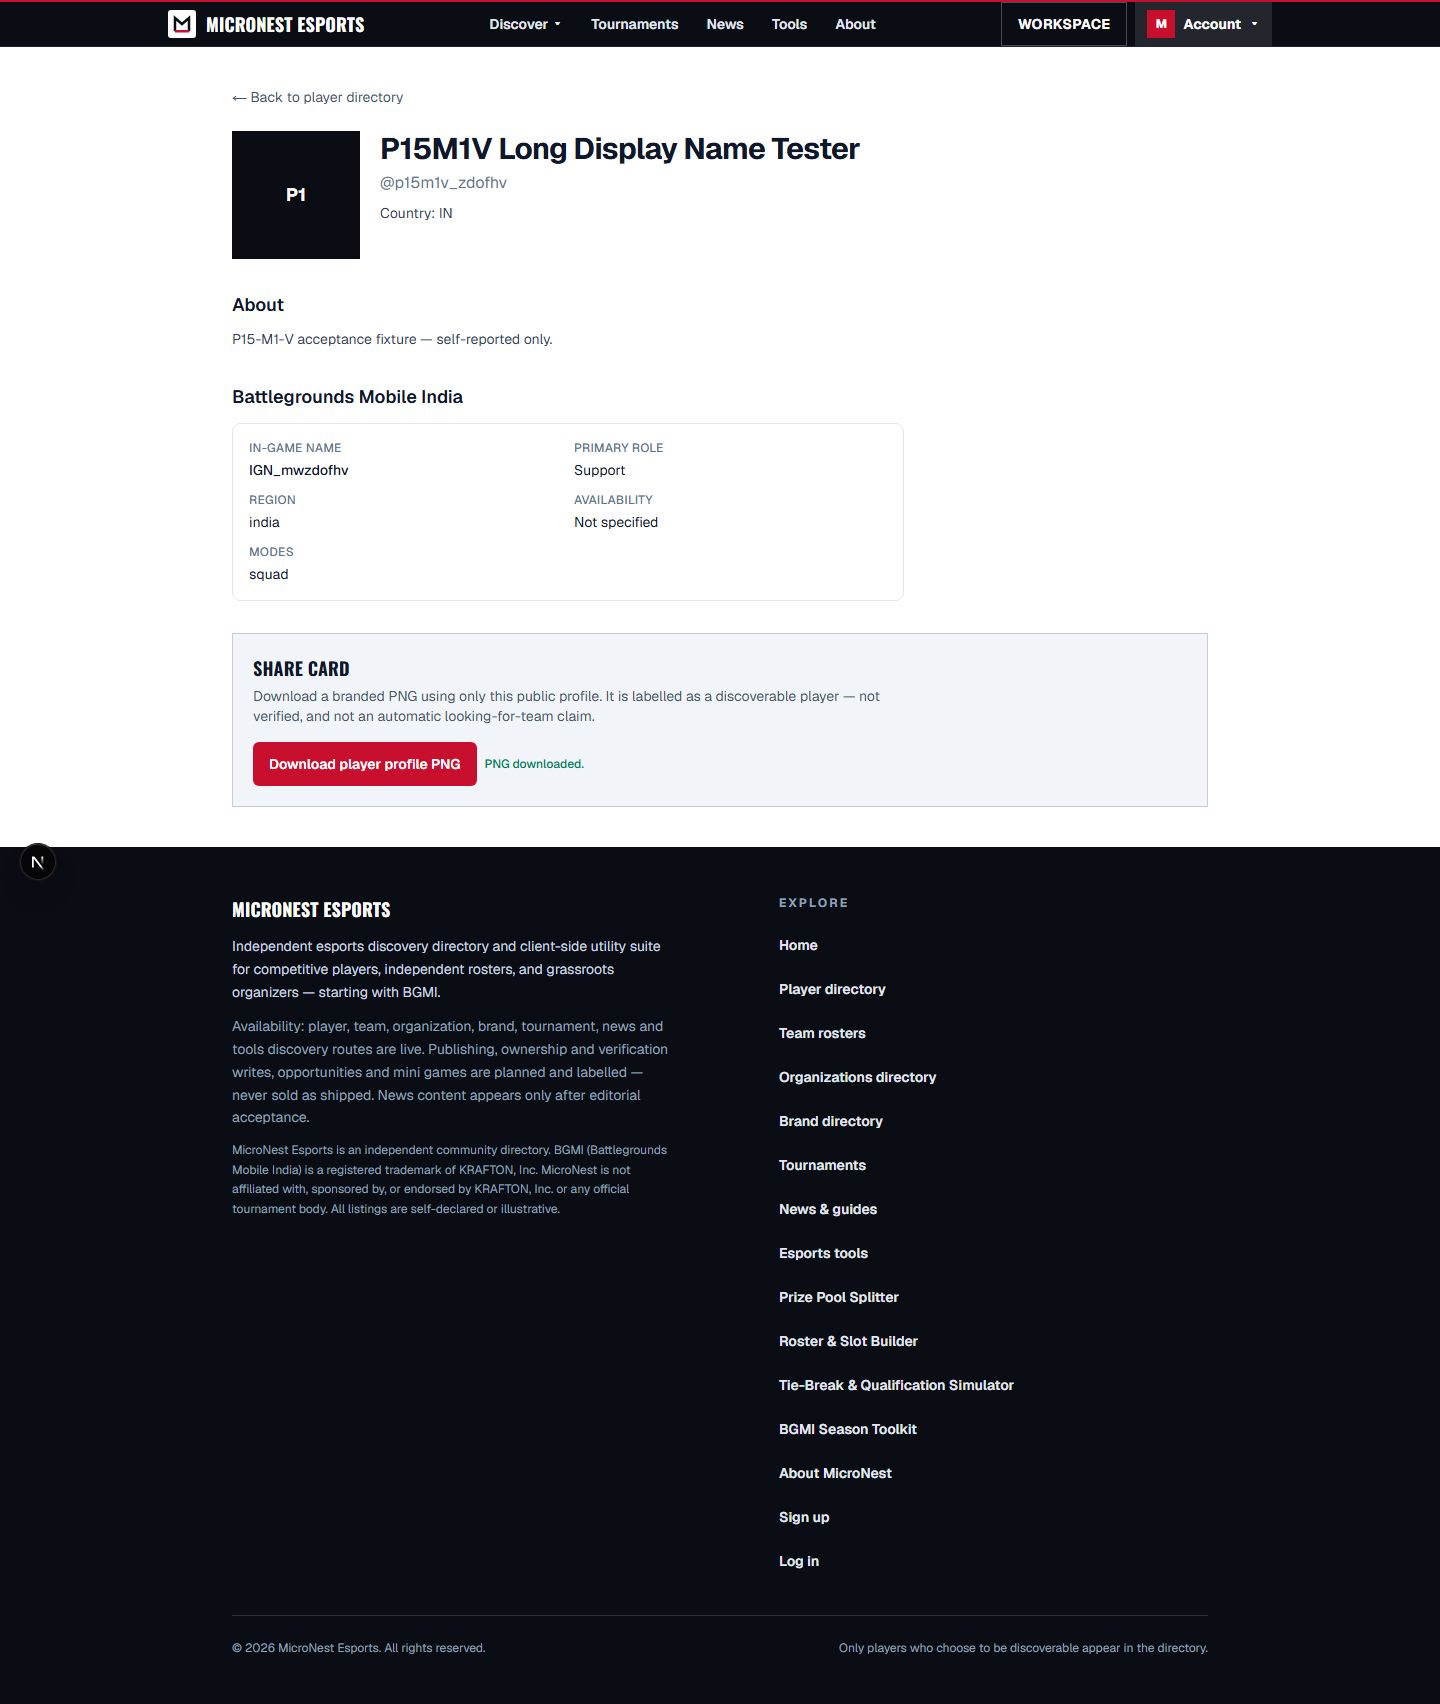 MICRONEST ESPORTS
Discover
Tournaments
News
Tools
About
WORKSPACE
M
Account
← Back to player directory
P1
P15M1V Long Display Name Tester
@p15m1v_zdofhv
Country: IN
About
P15-M1-V acceptance fixture — self-reported only.
Battlegrounds Mobile India
IN-GAME NAME
IGN_mwzdofhv
PRIMARY ROLE
Support
REGION
india
AVAILABILITY
Not specified
MODES
squad
SHARE CARD
Download a branded PNG using only this public profile. It is labelled as a discoverable player — not
verified, and not an automatic looking-for-team claim.
Download player profile PNG
PNG downloaded.
N
MICRONEST ESPORTS
Independent esports discovery directory and client-side utility suite
for competitive players, independent rosters, and grassroots
organizers — starting with BGMI.
Availability: player, team, organization, brand, tournament, news and
tools discovery routes are live. Publishing, ownership and verification
writes, opportunities and mini games are planned and labelled —
never sold as shipped. News content appears only after editorial
acceptance.
MicroNest Esports is an independent community directory. BGMI (Battlegrounds
Mobile India) is a registered trademark of KRAFTON, Inc. MicroNest is not
affiliated with, sponsored by, or endorsed by KRAFTON, Inc. or any official
tournament body. All listings are self-declared or illustrative.
EXPLORE
Home
Player directory
Team rosters
Organizations directory
Brand directory
Tournaments
News & guides
Esports tools
Prize Pool Splitter
Roster & Slot Builder
Tie-Break & Qualification Simulator
BGMI Season Toolkit
About MicroNest
Sign up
Log in
© 2026 MicroNest Esports. All rights reserved.
Only players who choose to be discoverable appear in the directory.